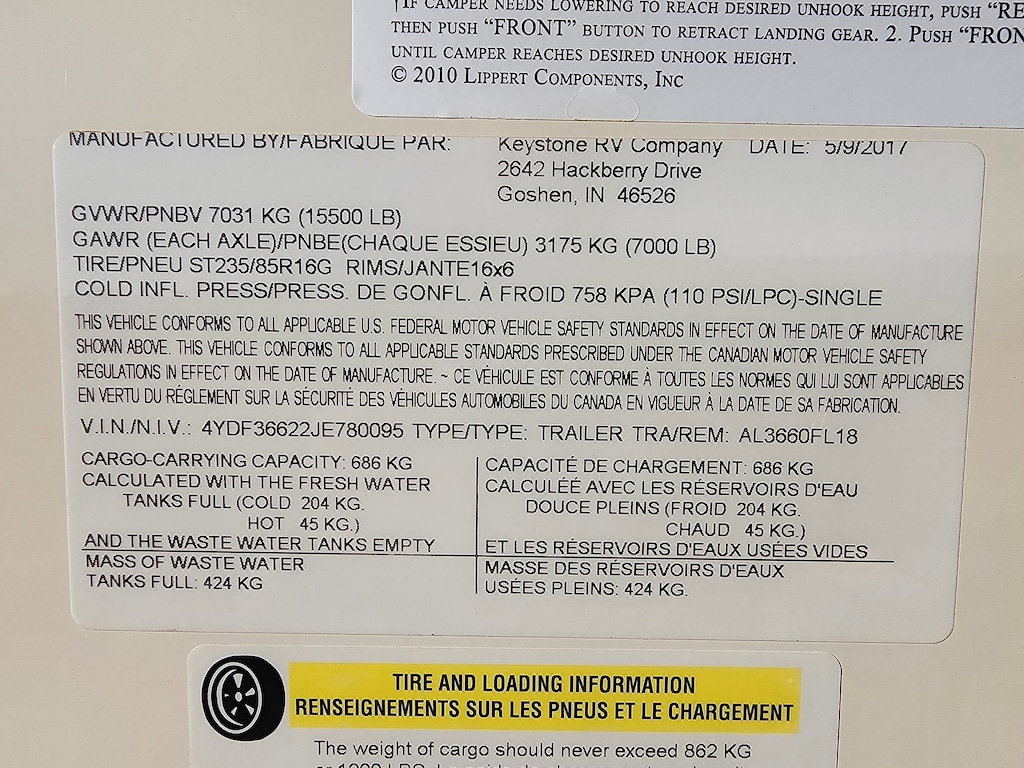 †IF CAMPER NEEDS LOWERING TO REACH DESIRED UNHOOK HEIGHT, PUSH “RE
THEN PUSH “FRONT” BUTTON TO RETRACT LANDING GEAR. 2. PUSH “FRON
UNTIL CAMPER REACHES DESIRED UNHOOK HEIGHT.
© 2010 LIPPERT COMPONENTS, INC
MANUFACTURED BY/FABRIQUE PAR: Keystone RV Company DATE: 5/9/2017
2642 Hackberry Drive
Goshen, IN 46526
GVWR/PNBV 7031 KG (15500 LB)
GAWR (EACH AXLE)/PNBE(CHAQUE ESSIEU) 3175 KG (7000 LB)
TIRE/PNEU ST235/85R16G RIMS/JANTE16x6
COLD INFL. PRESS/PRESS. DE GONFL. À FROID 758 KPA (110 PSI/LPC)-SINGLE
THIS VEHICLE CONFORMS TO ALL APPLICABLE U.S. FEDERAL MOTOR VEHICLE SAFETY STANDARDS IN EFFECT ON THE DATE OF MANUFACTURE
SHOWN ABOVE. THIS VEHICLE CONFORMS TO ALL APPLICABLE STANDARDS PRESCRIBED UNDER THE CANADIAN MOTOR VEHICLE SAFETY
REGULATIONS IN EFFECT ON THE DATE OF MANUFACTURE. ~ CE VÉHICULE EST CONFORME À TOUTES LES NORMES QUI LUI SONT APPLICABLES
EN VERTU DU RÉGLEMENT SUR LA SÉCURITÉ DES VÉHICULES AUTOMOBILES DU CANADA EN VIGUEUR À LA DATE DE SA FABRICATION.
V.I.N./N.I.V.: 4YDF36622JE780095 TYPE/TYPE: TRAILER TRA/REM: AL3660FL18
CARGO-CARRYING CAPACITY: 686 KG
CALCULATED WITH THE FRESH WATER
TANKS FULL (COLD 204 KG.
HOT 45 KG.)
AND THE WASTE WATER TANKS EMPTY
MASS OF WASTE WATER
TANKS FULL: 424 KG
CAPACITÉ DE CHARGEMENT: 686 KG
CALCULÉÉ AVEC LES RÉSERVOIRS D'EAU
DOUCE PLEINS (FROID 204 KG.
CHAUD 45 KG.)
ET LES RÉSERVOIRS D'EAUX USÉES VIDES
MASSE DES RÉSERVOIRS D'EAUX
USÉES PLEINS: 424 KG.
TIRE AND LOADING INFORMATION
RENSEIGNEMENTS SUR LES PNEUS ET LE CHARGEMENT
The weight of cargo should never exceed 862 KG